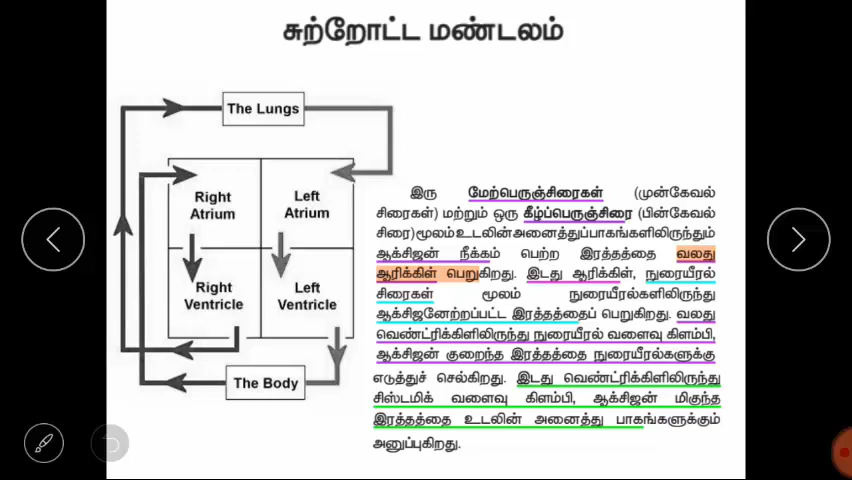 சுற்றோட்ட மண்டலம்
The Lungs
Right
Atrium
Left
Atrium
Right
Ventricle
Left
Ventricle
The Body
இரு மேற்பெருஞ்சிரைகள் (முன்கேவல்
சிரைகள்) மற்றும் ஒரு கீழ்ப்பெருஞ்சிரை (பின்கேவல்
சிரை)மூலம் உடலின் அனைத்துப்பாகங்களிலிருந்தும்
ஆக்சிஜன் நீக்கம் பெற்ற இரத்தத்தை வலது
ஆரிக்கிள் பெறுகிறது. இடது ஆரிக்கிள், நுரையீரல்
சிரைகள் மூலம் நுரையீரல்களிலிருந்து
ஆக்சிஜனேற்றப்பட்ட இரத்தத்தைப் பெறுகிறது. வலது
வெண்ட்ரிக்கிளிலிருந்து நுரையீரல் வளைவு கிளம்பி,
ஆக்சிஜன் குறைந்த இரத்தத்தை நுரையீரல்களுக்கு
எடுத்துச் செல்கிறது. இடது வெண்ட்ரிக்கிளிலிருந்து
சிஸ்டமிக் வளைவு கிளம்பி, ஆக்சிஜன் மிகுந்த
இரத்தத்தை உடலின் அனைத்து பாகங்களுக்கும்
அனுப்புகிறது.